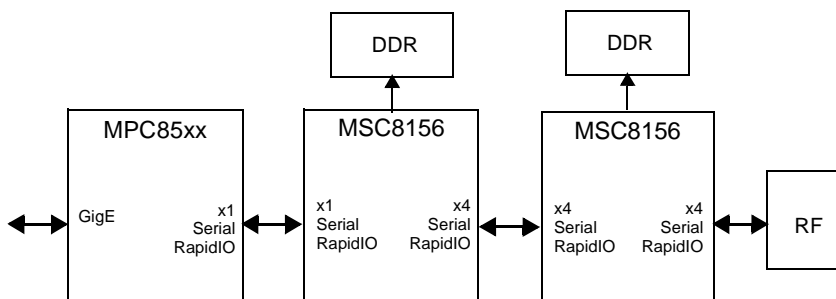 DDR
DDR
MPC85xx
MSC8156
MSC8156
GigE
x1
Serial
RapidIO
x1
Serial
RapidIO
x4
Serial
RapidIO
x4
Serial
RapidIO
x4
Serial
RapidIO
RF